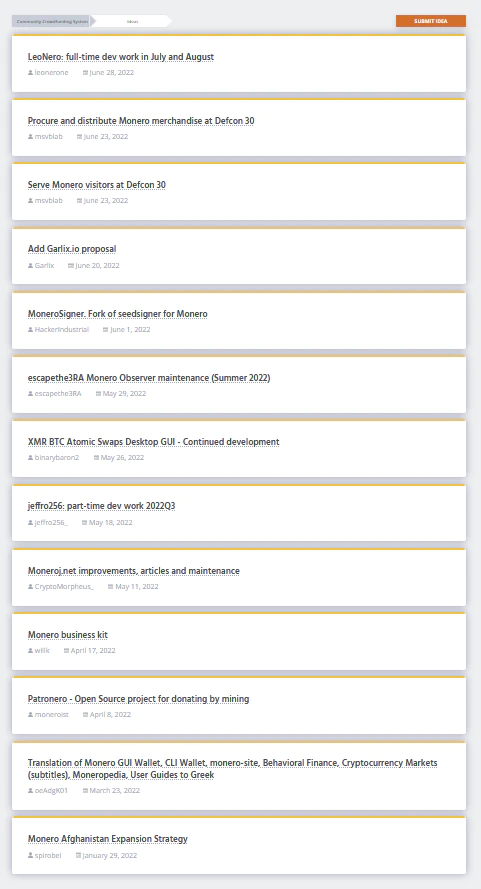 Community Crowdfunding System Ideas SUBMIT IDEA
LeoNero: full-time dev work in July and August
leonerone June 28, 2022
Procure and distribute Monero merchandise at Defcon 30
msvblab June 23, 2022
Serve Monero visitors at Defcon 30
msvblab June 23, 2022
Add Garlix.io proposal
Garlix June 20, 2022
MoneroSigner. Fork of seedsigner for Monero
HackerIndustrial June 1, 2022
escapethe3RA Monero Observer maintenance (Summer 2022)
escapethe3RA May 29, 2022
XMR BTC Atomic Swaps Desktop GUI - Continued development
binarybaron2 May 26, 2022
jeffro256: part-time dev work 2022Q3
jeffro256_ May 18, 2022
Moneroj.net improvements, articles and maintenance
CryptoMorpheus_ May 11, 2022
Monero business kit
willk April 17, 2022
Patronero - Open Source project for donating by mining
moneroist April 8, 2022
Translation of Monero GUI Wallet, CLI Wallet, monero-site, Behavioral Finance, Cryptocurrency Markets
(subtitles), Moneropedia, User Guides to Greek
oeAdgK01 March 23, 2022
Monero Afghanistan Expansion Strategy
spirobel January 29, 2022